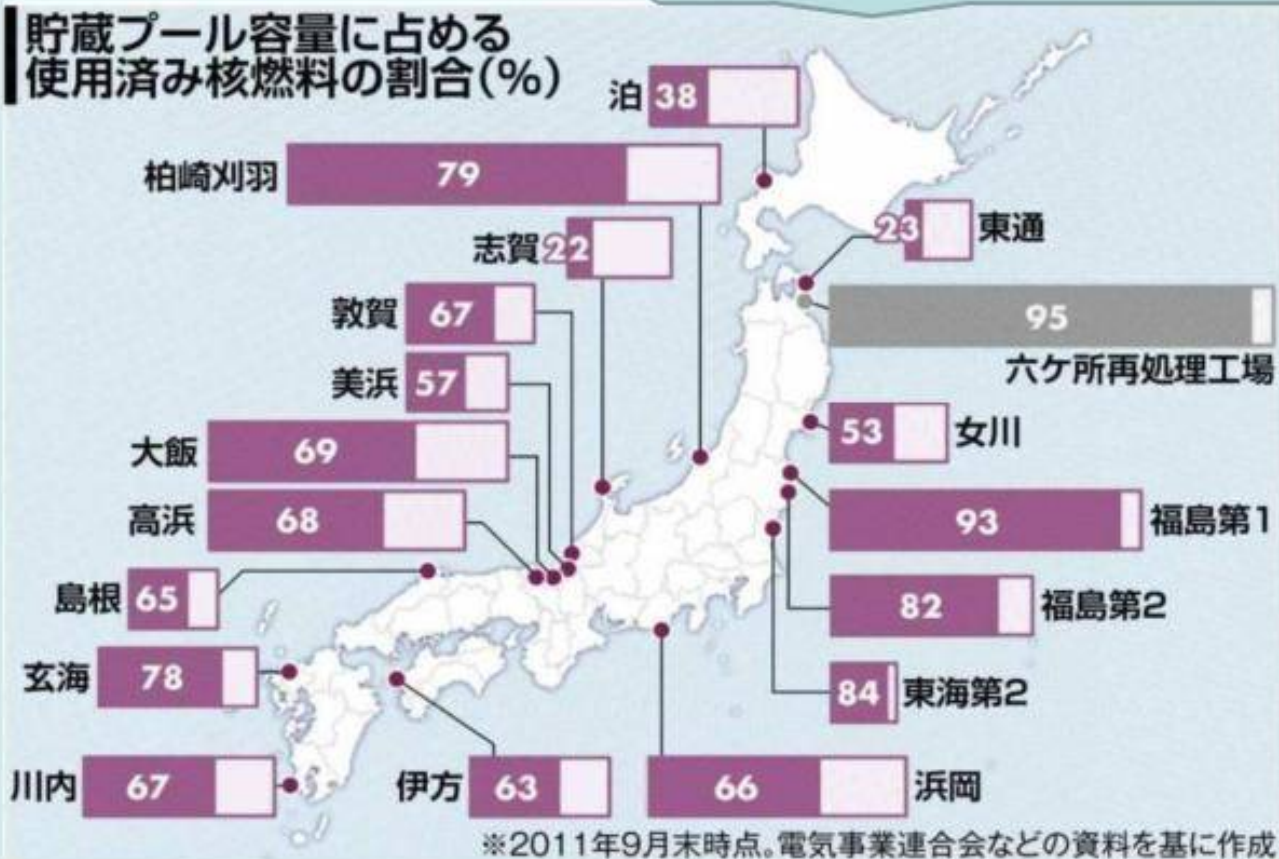 貯蔵プール容量に占める
使用済み核燃料の割合(%)
泊 38
柏崎刈羽 79
志賀 22
23 東通
敦賀 67
95
六ケ所再処理工場
美浜 57
53 女川
大飯 69
高浜 68
93 福島第1
島根 65
82 福島第2
玄海 78
84 東海第2
川内 67
伊方 63
66 浜岡
※2011年9月末時点。電気事業連合会などの資料を基に作成